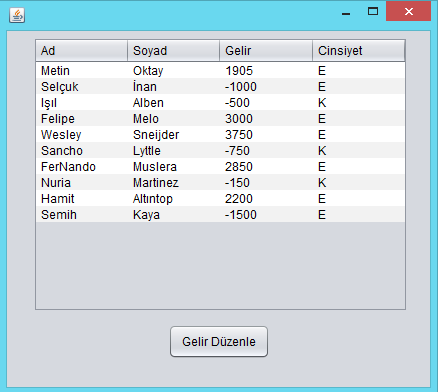 Ad Soyad Gelir Cinsiyet
Metin Oktay 1905 E
Selçuk İnan -1000 E
Işıl Alben -500 K
Felipe Melo 3000 E
Wesley Sneijder 3750 E
Sancho Lyttle -750 K
FerNando Muslera 2850 E
Nuria Martinez -150 K
Hamit Altıntop 2200 E
Semih Kaya -1500 E
Gelir Düzenle